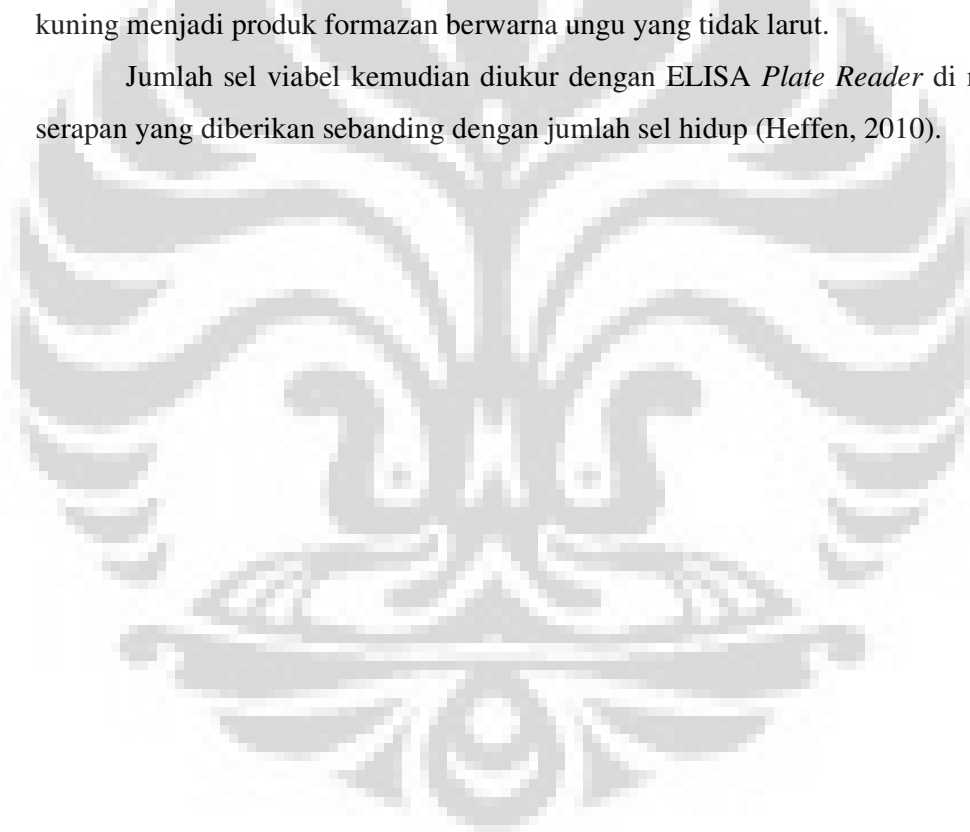 kuning menjadi produk formazan berwarna ungu yang tidak larut.
Jumlah sel viabel kemudian diukur dengan ELISA Plate Reader di
serapan yang diberikan sebanding dengan jumlah sel hidup (Heffen, 2010).